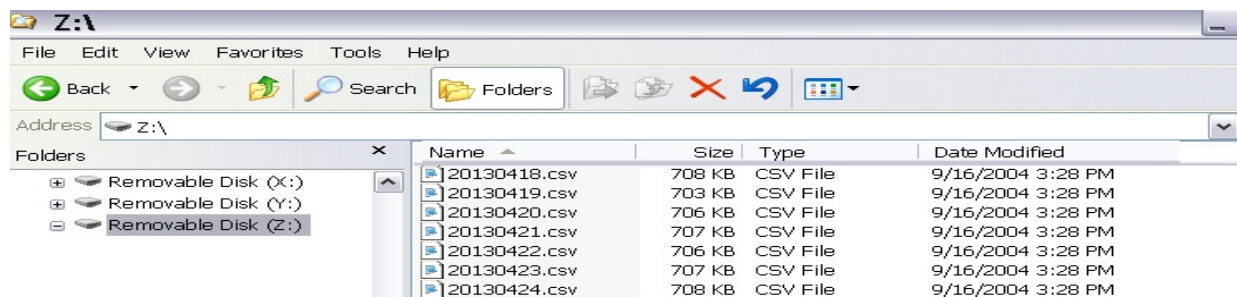 Z:\
File Edit View Favorites Tools Help
Back Search Folders
Address Z:\
Folders × Name Size Type Date Modified
Removable Disk (X:)
Removable Disk (Y:)
Removable Disk (Z:)
20130418.csv 708 KB CSV File 9/16/2004 3:28 PM
20130419.csv 703 KB CSV File 9/16/2004 3:28 PM
20130420.csv 706 KB CSV File 9/16/2004 3:28 PM
20130421.csv 707 KB CSV File 9/16/2004 3:28 PM
20130422.csv 706 KB CSV File 9/16/2004 3:28 PM
20130423.csv 707 KB CSV File 9/16/2004 3:28 PM
20130424.csv 708 KB CSV File 9/16/2004 3:28 PM